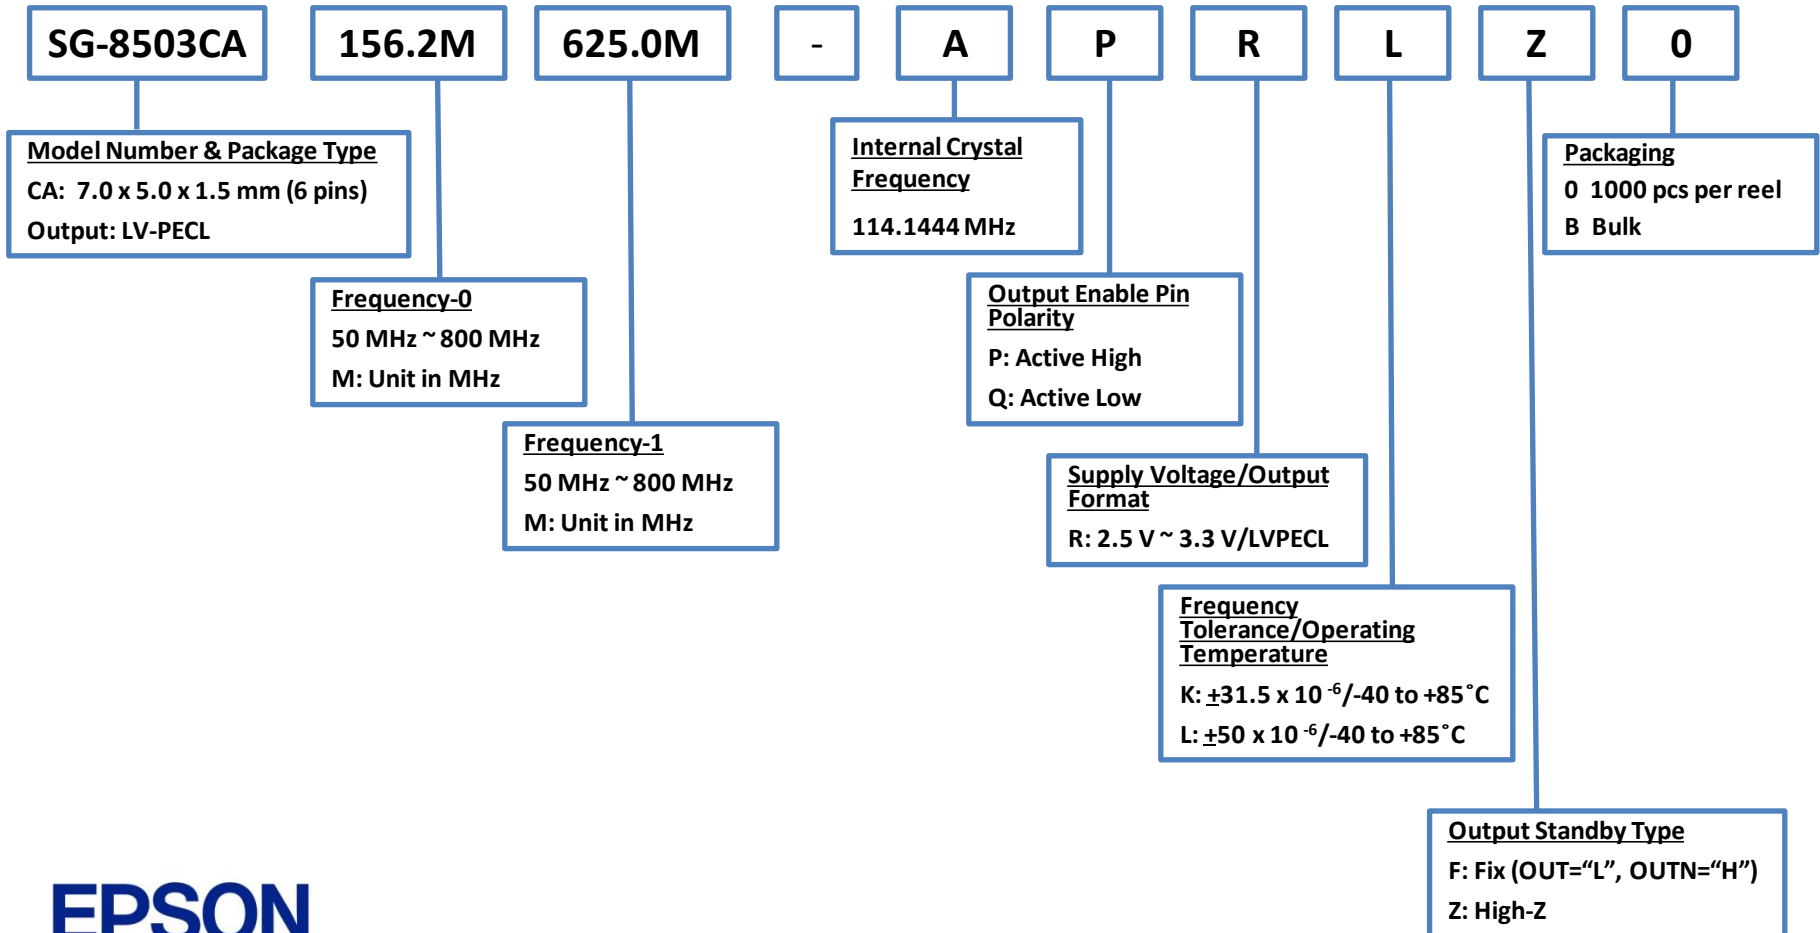 SG-8503CA 156.2M 625.0M - A P R L Z 0
Model Number & Package Type
CA: 7.0 x 5.0 x 1.5 mm (6 pins)
Output: LV-PECL
Frequency-0
50 MHz ~ 800 MHz
M: Unit in MHz
Frequency-1
50 MHz ~ 800 MHz
M: Unit in MHz
Internal Crystal
Frequency
114.1444 MHz
Output Enable Pin
Polarity
P: Active High
Q: Active Low
Supply Voltage/Output
Format
R: 2.5 V ~ 3.3 V/LVPECL
Frequency
Tolerance/Operating
Temperature
K: ±31.5 x 10 ⁻⁶/-40 to +85˚C
L: ±50 x 10 ⁻⁶/-40 to +85˚C
Output Standby Type
F: Fix (OUT=“L”, OUTN=“H”)
Z: High-Z
Packaging
0 1000 pcs per reel
B Bulk
EPSON